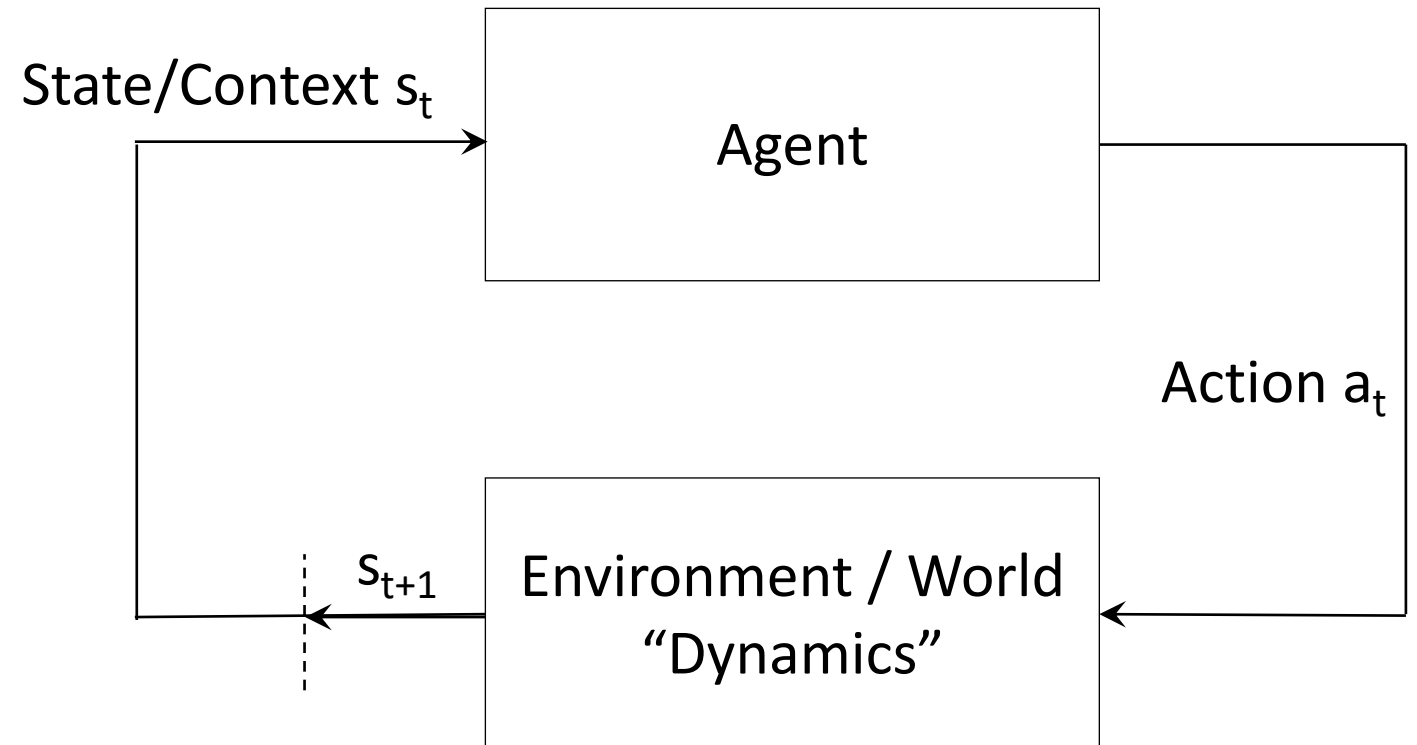 State/Context sₜ
Agent
Action aₜ
sₜ₊₁
Environment / World
“Dynamics”